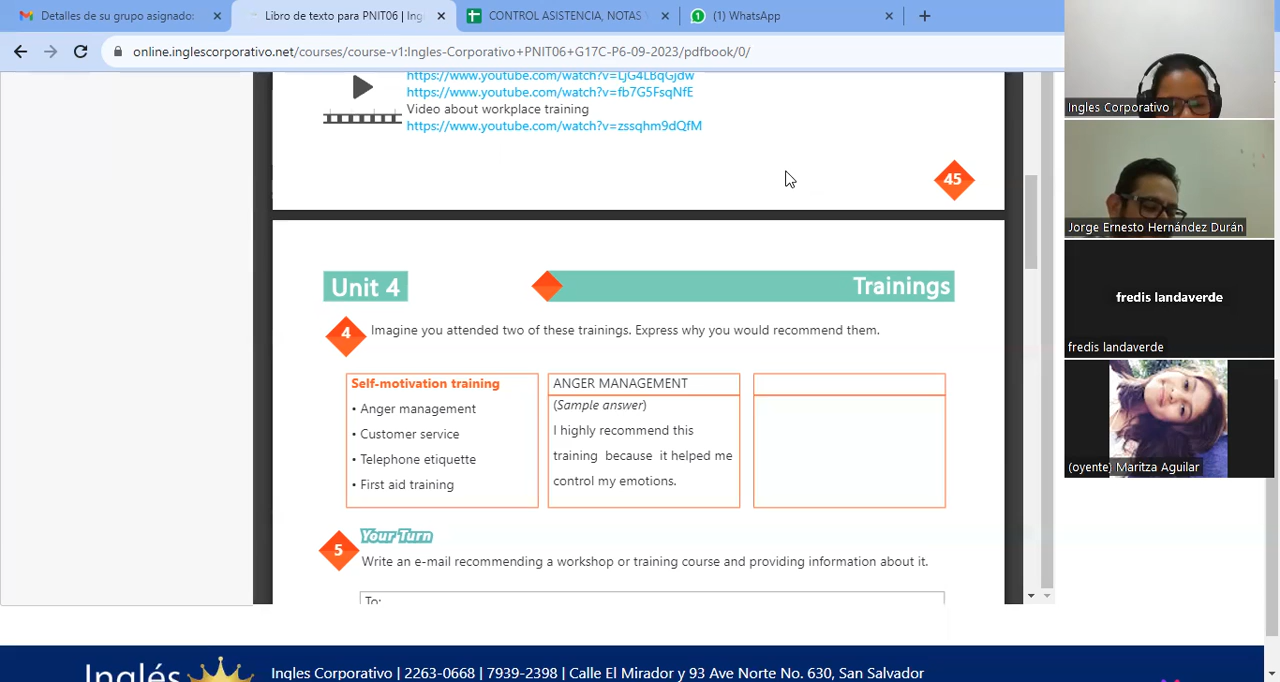 Detalles de su grupo asignado:
Libro de texto para PNIT06 | Ing
CONTROL ASISTENCIA, NOTAS
(1) WhatsApp
online.inglescorporativo.net/courses/course-v1:Ingles-Corporativo+PNIT06+G17C-P6-09-2023/pdfbook/0/
https://www.youtube.com/watch?v=LjG4LBqGjdw
https://www.youtube.com/watch?v=fb7G5FsqNfE
Video about workplace training
https://www.youtube.com/watch?v=zssqhm9dQfM
45
Unit 4
Trainings
4
Imagine you attended two of these trainings. Express why you would recommend them.
Self-motivation training
• Anger management
• Customer service
• Telephone etiquette
• First aid training
ANGER MANAGEMENT
(Sample answer)
I highly recommend this
training because it helped me
control my emotions.
5
Your Turn
Write an e-mail recommending a workshop or training course and providing information about it.
To:
Ingles Corporativo
Jorge Ernesto Hernández Durán
fredis landaverde
fredis landaverde
(oyente) Maritza Aguilar
Inglés
Ingles Corporativo | 2263-0668 | 7939-2398 | Calle El Mirador y 93 Ave Norte No. 630, San Salvador